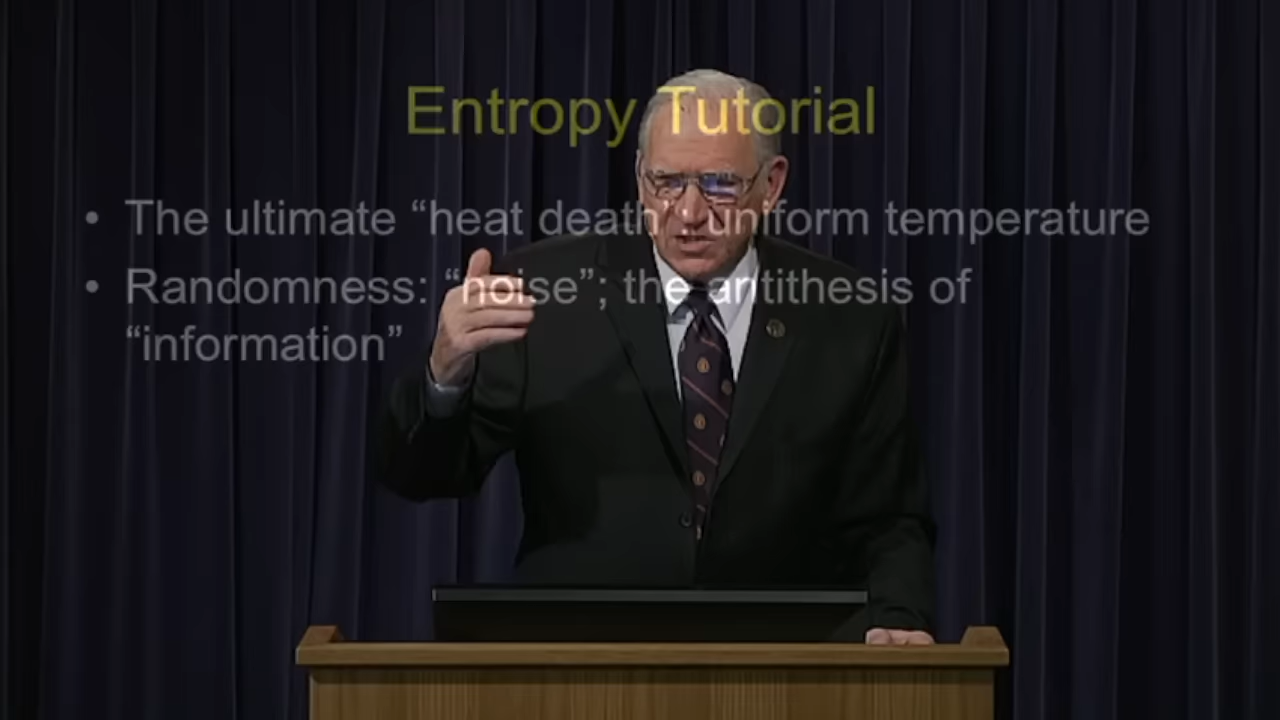 Entropy Tutorial
• The ultimate “heat death”: uniform temperature
• Randomness: “noise”; the antithesis of
“information”